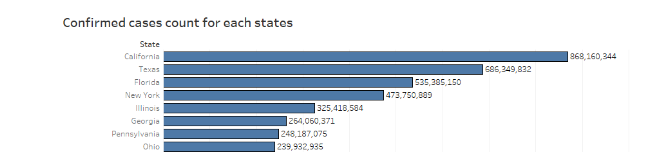 Confirmed cases count for each states
State
California 868,160,344
Texas 686,349,832
Florida 535,385,150
New York 473,750,889
Illinois 325,418,584
Georgia 264,060,371
Pennsylvania 248,187,075
Ohio 239,932,935